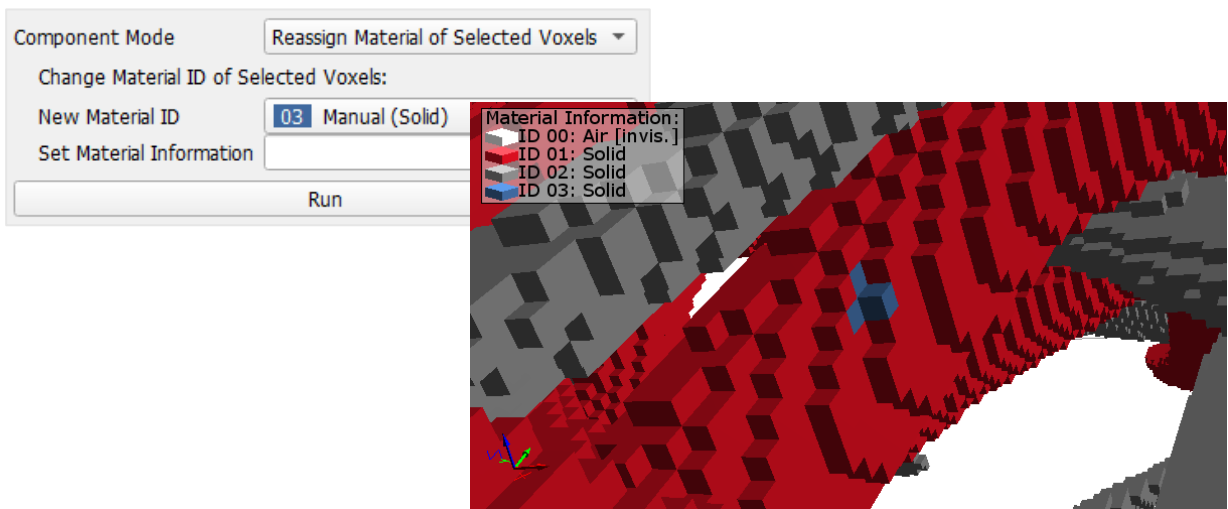 Component Mode Reassign Material of Selected Voxels
Change Material ID of Selected Voxels:
New Material ID 03 Manual (Solid)
Set Material Information
Run
Material Information:
ID 00: Air [invis.]
ID 01: Solid
ID 02: Solid
ID 03: Solid